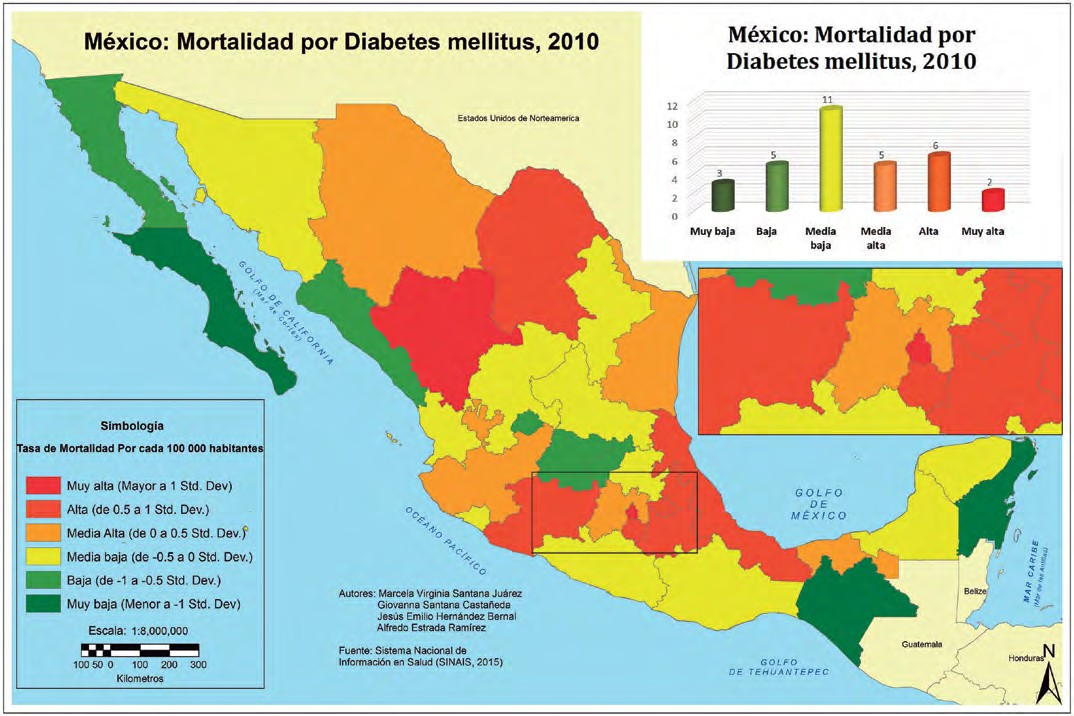 México: Mortalidad por Diabetes mellitus, 2010
Estados Unidos de Norteamerica
México: Mortalidad por
Diabetes mellitus, 2010
12
10
8
6
4
2
0
3
5
11
5
6
2
Muy baja
Baja
Media
baja
Media
alta
Alta
Muy alta
GOLFO DE CALIFORNIA
(Mar de Cortéz)
OCÉANO PACÍFICO
GOLFO
DE
MÉXICO
MAR CARIBE
(Mar de las Antillas)
Belize
Guatemala
Honduras
GOLFO
DE TEHUANTEPEC
N
Simbología
Tasa de Mortalidad Por cada 100 000 habitantes
Muy alta (Mayor a 1 Std. Dev)
Alta (de 0.5 a 1 Std. Dev.)
Media Alta (de 0 a 0.5 Std. Dev.)
Media baja (de -0.5 a 0 Std. Dev.)
Baja (de -1 a -0.5 Std. Dev.)
Muy baja (Menor a -1 Std. Dev)
Escala: 1:8,000,000
100 50 0 100 200 300
Kilometros
Autores: Marcela Virginia Santana Juárez
Giovanna Santana Castañeda
Jesús Emilio Hernández Bernal
Alfredo Estrada Ramírez
Fuente: Sistema Nacional de
Información en Salud (SINAIS, 2015)